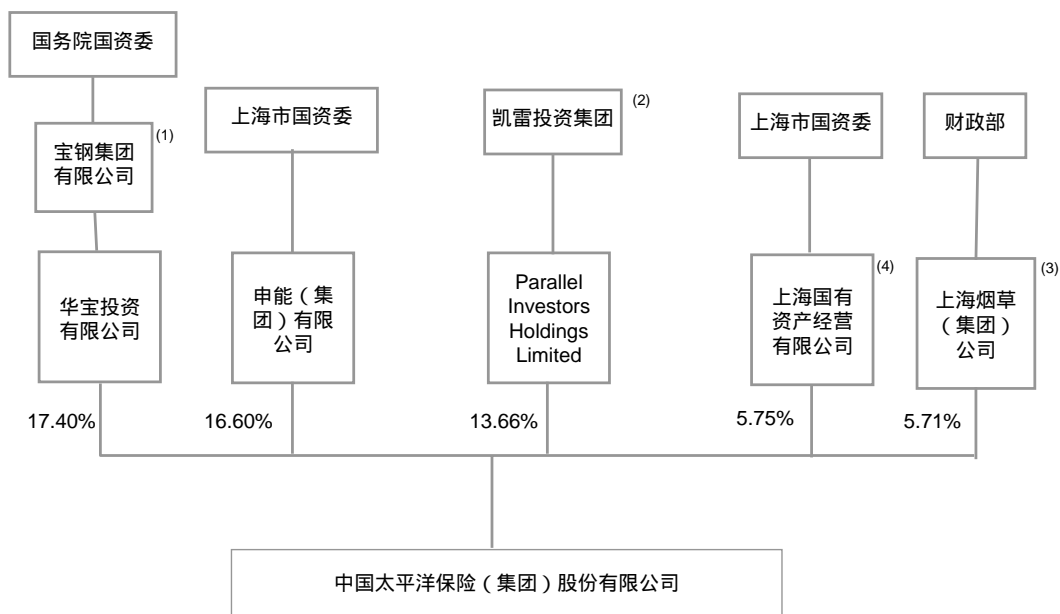 国务院国资委
宝钢集团
有限公司
(1)
华宝投资
有限公司
17.40%
上海市国资委
申能（集
团）有限
公司
16.60%
凯雷投资集团
(2)
Parallel
Investors
Holdings
Limited
13.66%
上海市国资委
上海国有
资产经营
有限公司
(4)
5.75%
财政部
上海烟草
（集团）
公司
(3)
5.71%
中国太平洋保险（集团）股份有限公司